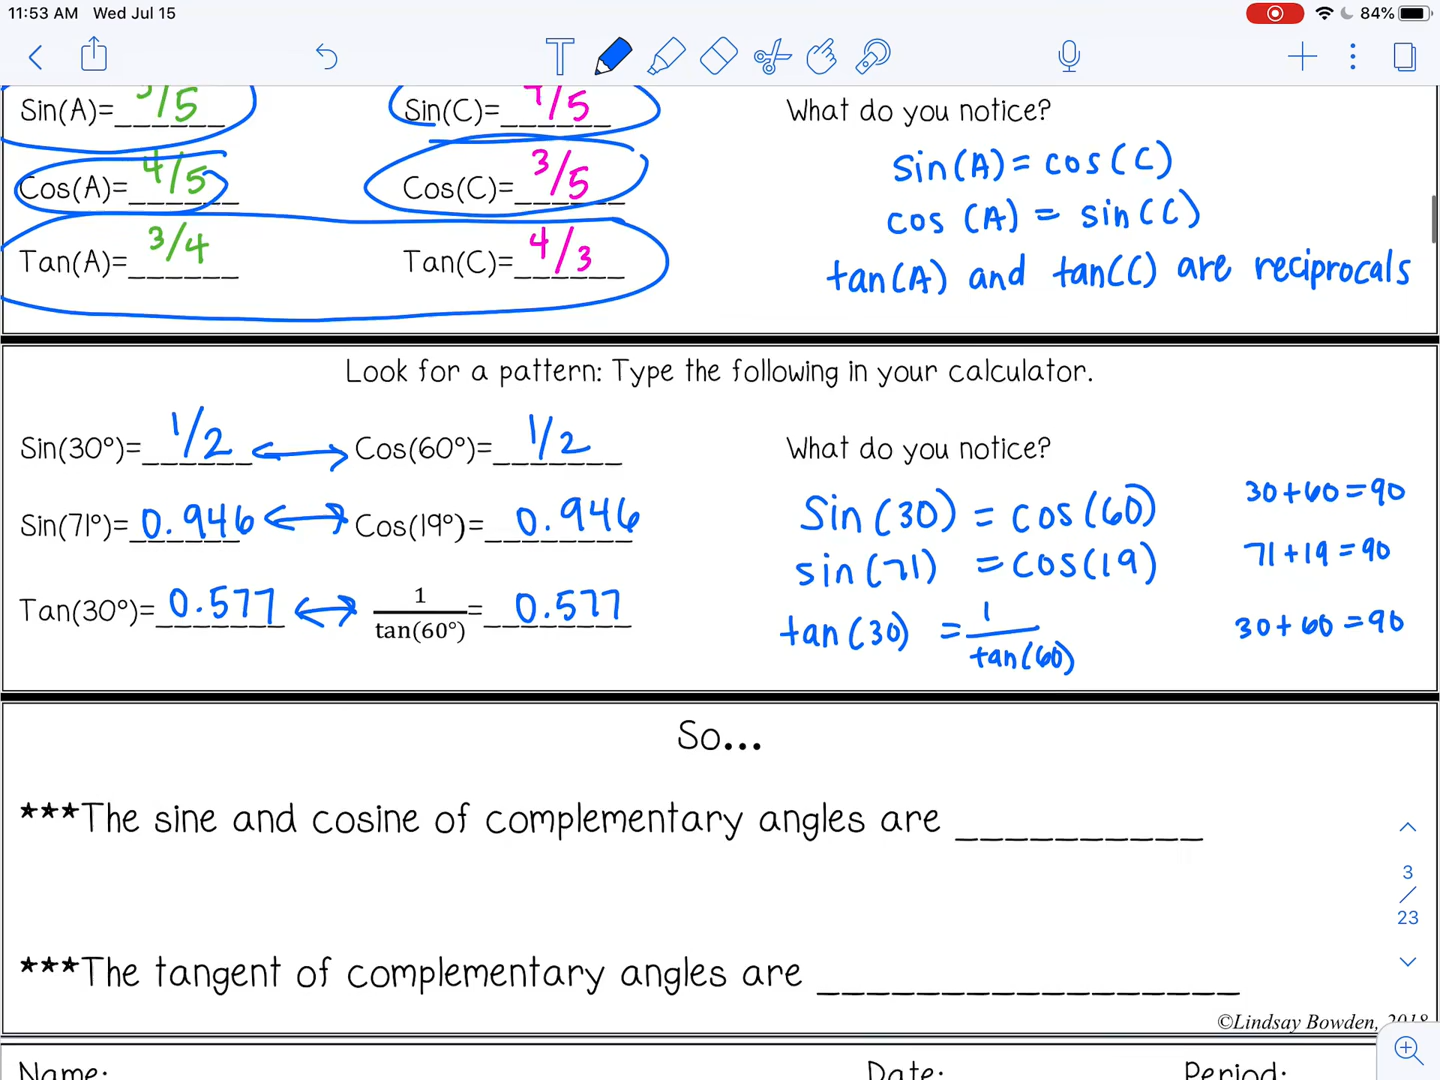 11:53 AM Wed Jul 15 84%
Sin(A)= 3/5 Sin(C)= 4/5 What do you notice?
sin(A) = cos(C)
Cos(A)= 4/5 Cos(C)= 3/5
cos (A) = sin(C)
Tan(A)= 3/4 Tan(C)= 4/3
tan(A) and tan(C) are reciprocals
Look for a pattern: Type the following in your calculator.
Sin(30°)= 1/2 Cos(60°)= 1/2 What do you notice?
Sin(30) = cos(60) 30+60=90
Sin(71°)= 0.946 Cos(19°)= 0.946
sin(71) = cos(19) 71+19=90
Tan(30°)= 0.577 1/tan(60°)= 0.577
tan(30) = 1/tan(60) 30+60=90
So...
***The sine and cosine of complementary angles are __________
3
/
23
***The tangent of complementary angles are _________________
©Lindsay Bowden, 2018
Name: Date: Period: